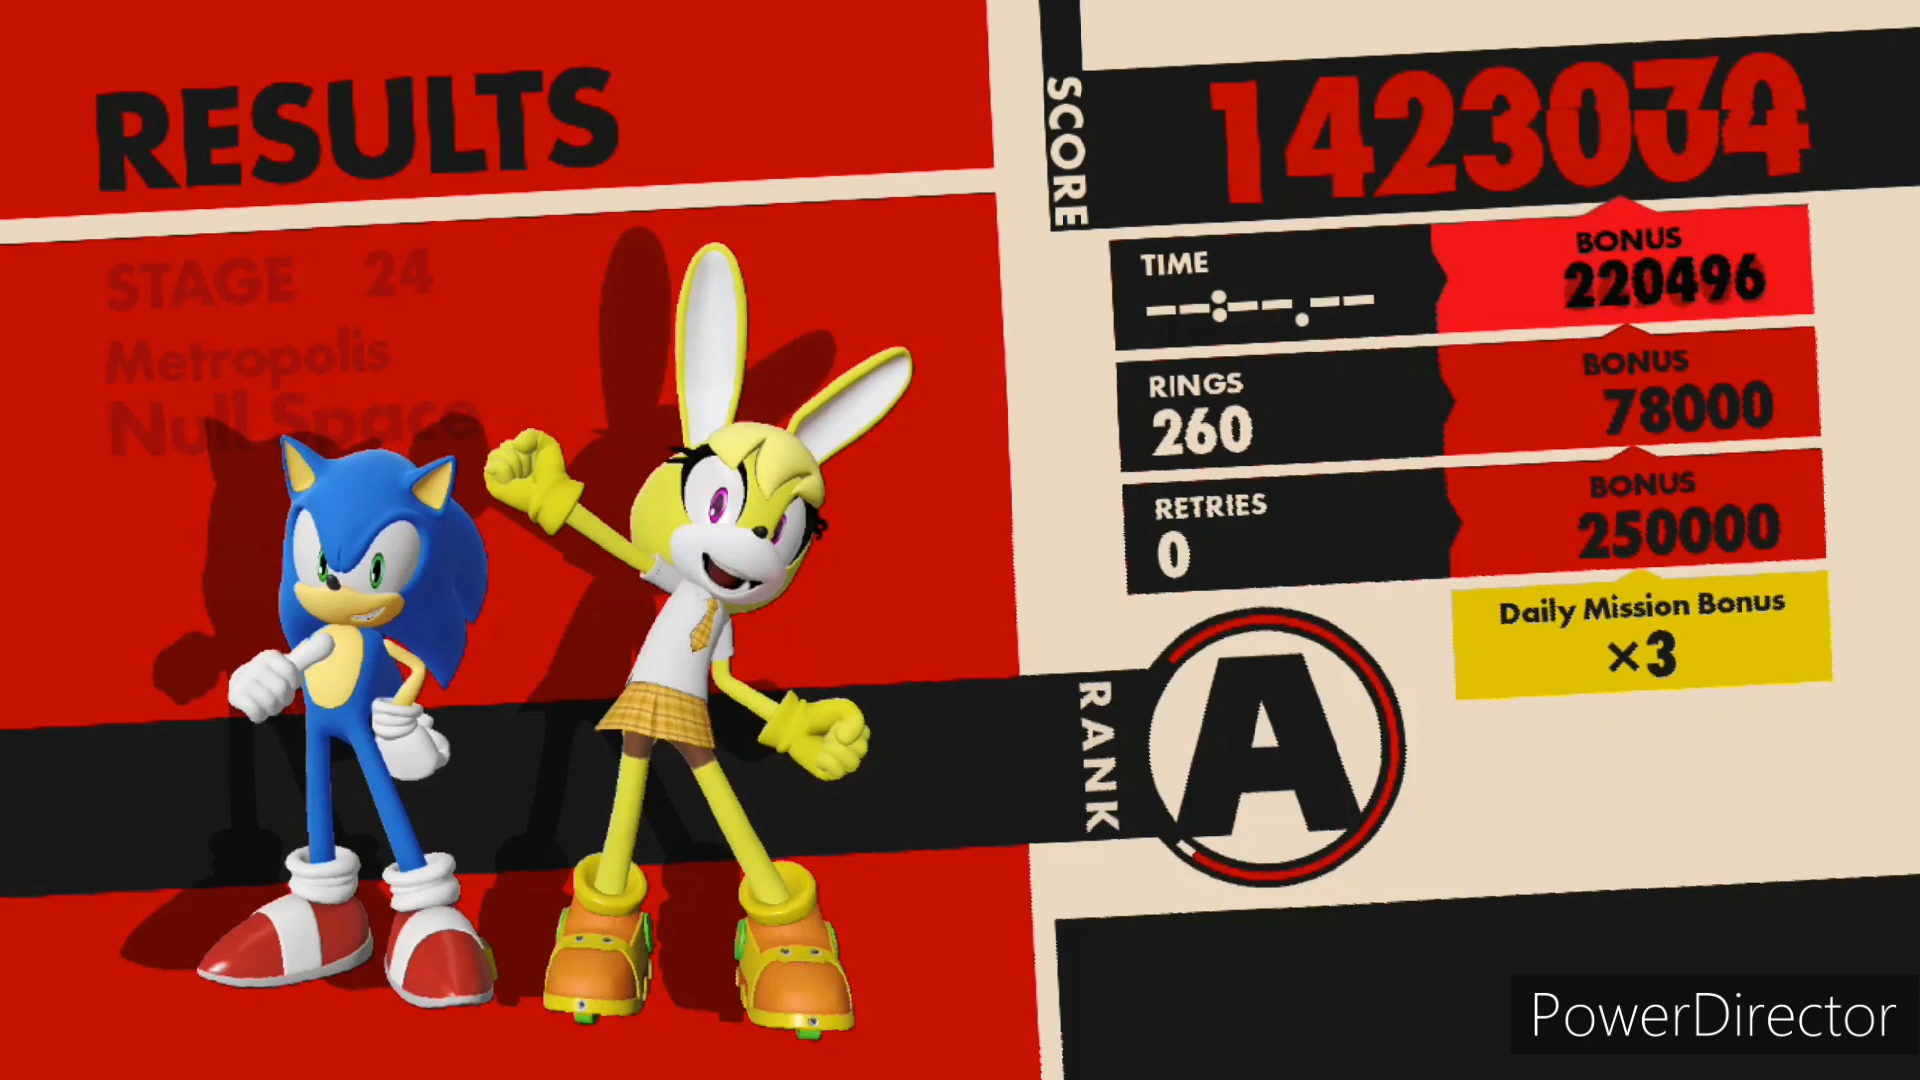 RESULTS
STAGE 24
Metropolis
Null Space
SCORE
TIME
--:--.--
BONUS
220496
RINGS
260
BONUS
78000
RETRIES
0
BONUS
250000
Daily Mission Bonus
×3
RANK
A
PowerDirector